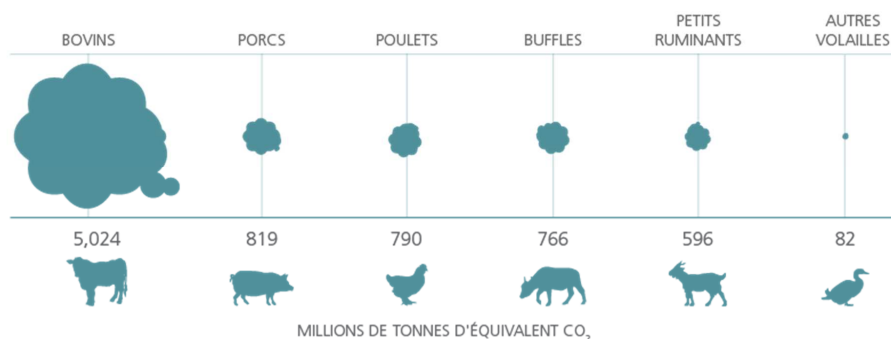 BOVINS
PORCS
POULETS
BUFFLES
PETITS
RUMINANTS
AUTRES
VOLAILLES
5,024
819
790
766
596
82
MILLIONS DE TONNES D'ÉQUIVALENT CO₂